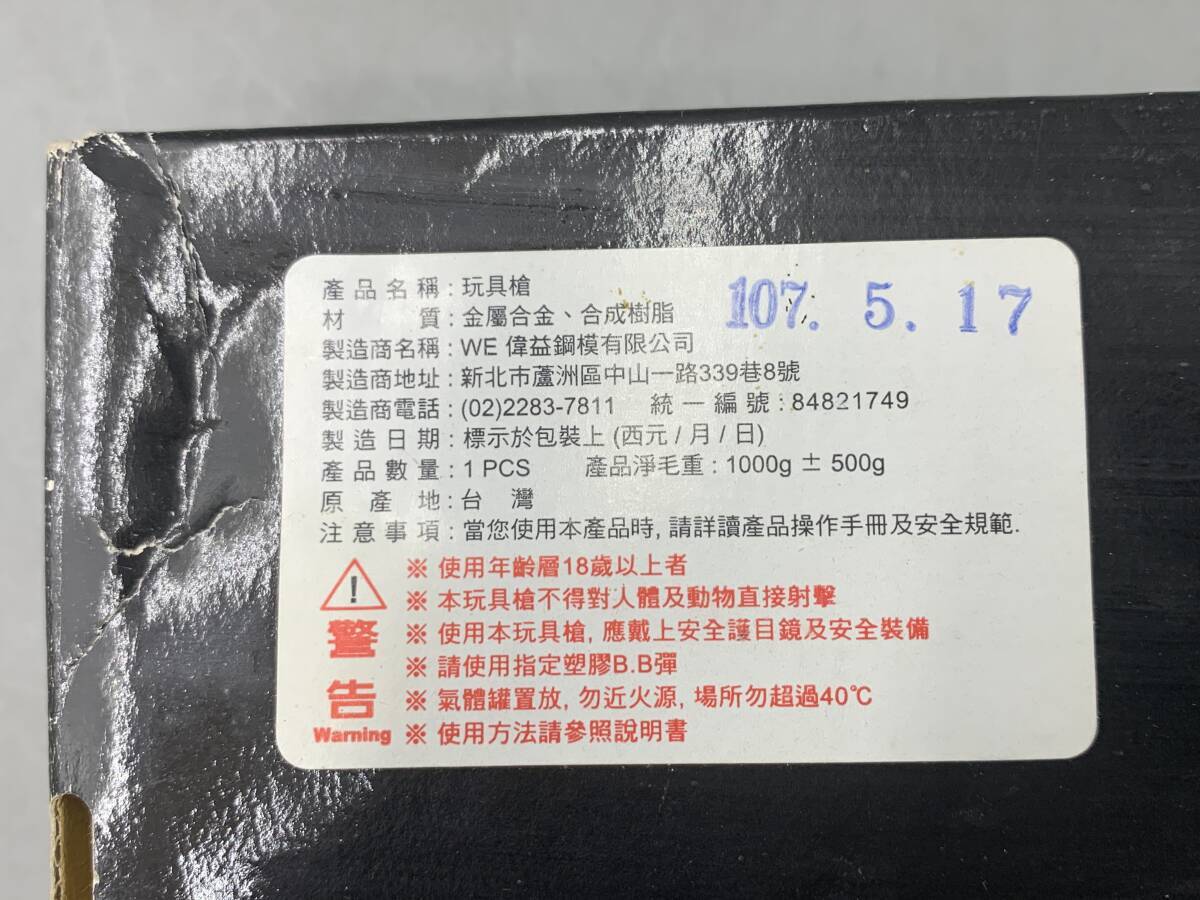 產品名稱：玩具槍
107. 5. 17
材質：金屬合金、合成樹脂
製造商名稱：WE 偉益鋼模有限公司
製造商地址：新北市蘆洲區中山一路339巷8號
製造商電話：(02)2283-7811 統一編號：84821749
製造日期：標示於包裝上 (西元 / 月 / 日)
產品數量：1 PCS 產品淨毛重：1000g ± 500g
原產地：台灣
注意事項：當您使用本產品時, 請詳讀產品操作手冊及安全規範.
!
警告
Warning
※ 使用年齡層18歲以上者
※ 本玩具槍不得對人體及動物直接射擊
※ 使用本玩具槍, 應戴上安全護目鏡及安全裝備
※ 請使用指定塑膠B.B彈
※ 氣體罐置放, 勿近火源, 場所勿超過40℃
※ 使用方法請參照說明書